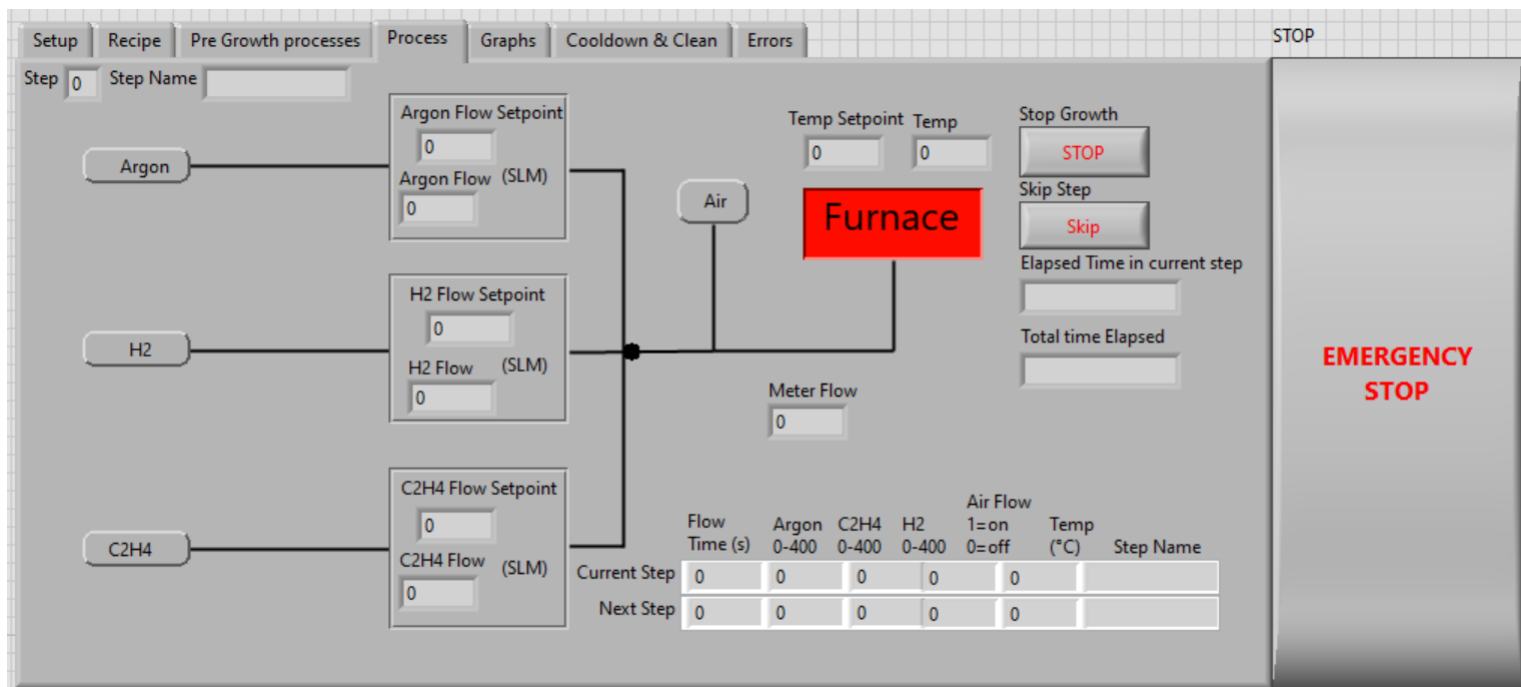 Setup Recipe Pre Growth processes Process Graphs Cooldown & Clean Errors
STOP
Step 0 Step Name
Argon
Argon Flow Setpoint
0
Argon Flow (SLM)
0
H2
H2 Flow Setpoint
0
H2 Flow (SLM)
0
C2H4
C2H4 Flow Setpoint
0
C2H4 Flow (SLM)
0
Air
Temp Setpoint Temp
0 0
Furnace
Meter Flow
0
Stop Growth
STOP
Skip Step
Skip
Elapsed Time in current step
Total time Elapsed
EMERGENCY
STOP
Air Flow
Flow Argon C2H4 H2 1=on Temp
Time (s) 0-400 0-400 0-400 0=off (°C) Step Name
Current Step 0 0 0 0 0
Next Step 0 0 0 0 0